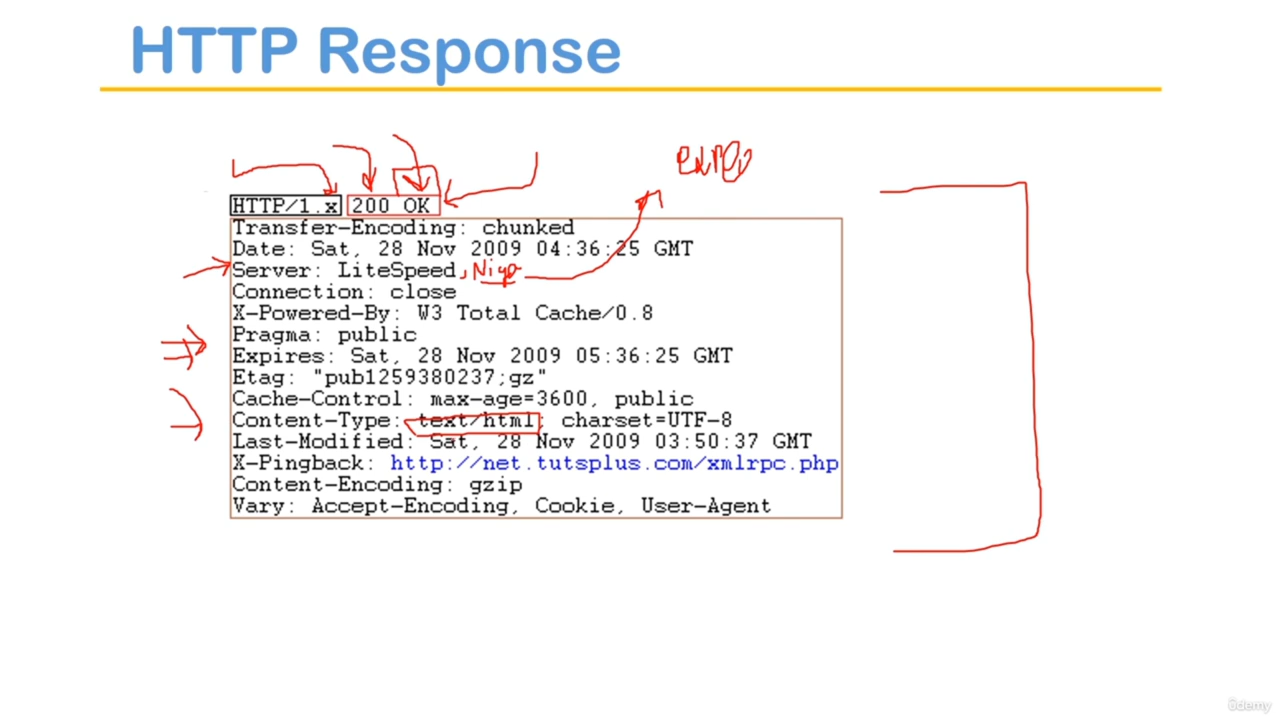 HTTP Response
HTTP/1.x 200 OK
Transfer-Encoding: chunked
Date: Sat, 28 Nov 2009 04:36:25 GMT
Server: LiteSpeed,
Connection: close
X-Powered-By: W3 Total Cache/0.8
Pragma: public
Expires: Sat, 28 Nov 2009 05:36:25 GMT
Etag: "pub1259380237;gz"
Cache-Control: max-age=3600, public
Content-Type: text/html; charset=UTF-8
Last-Modified: Sat, 28 Nov 2009 03:50:37 GMT
X-Pingback: http://net.tutsplus.com/xmlrpc.php
Content-Encoding: gzip
Vary: Accept-Encoding, Cookie, User-Agent
ûdemy